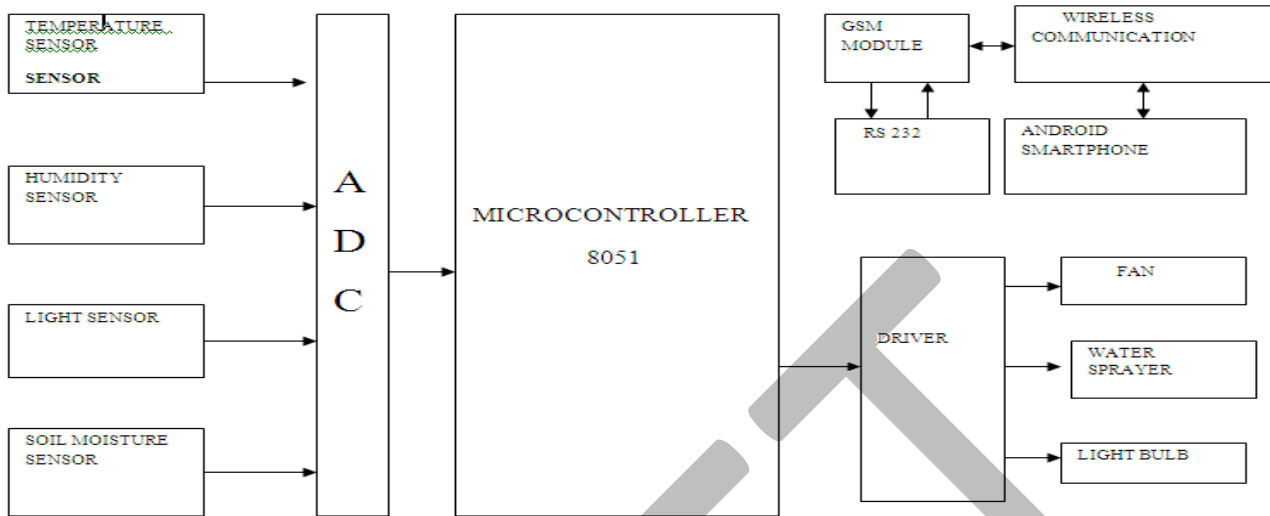 TEMPERATURE
SENSOR
SENSOR
HUMIDITY
SENSOR
LIGHT SENSOR
SOIL MOISTURE
SENSOR
A
D
C
MICROCONTROLLER
8051
GSM
MODULE
WIRELESS
COMMUNICATION
RS 232
ANDROID
SMARTPHONE
DRIVER
FAN
WATER
SPRAYER
LIGHT BULB